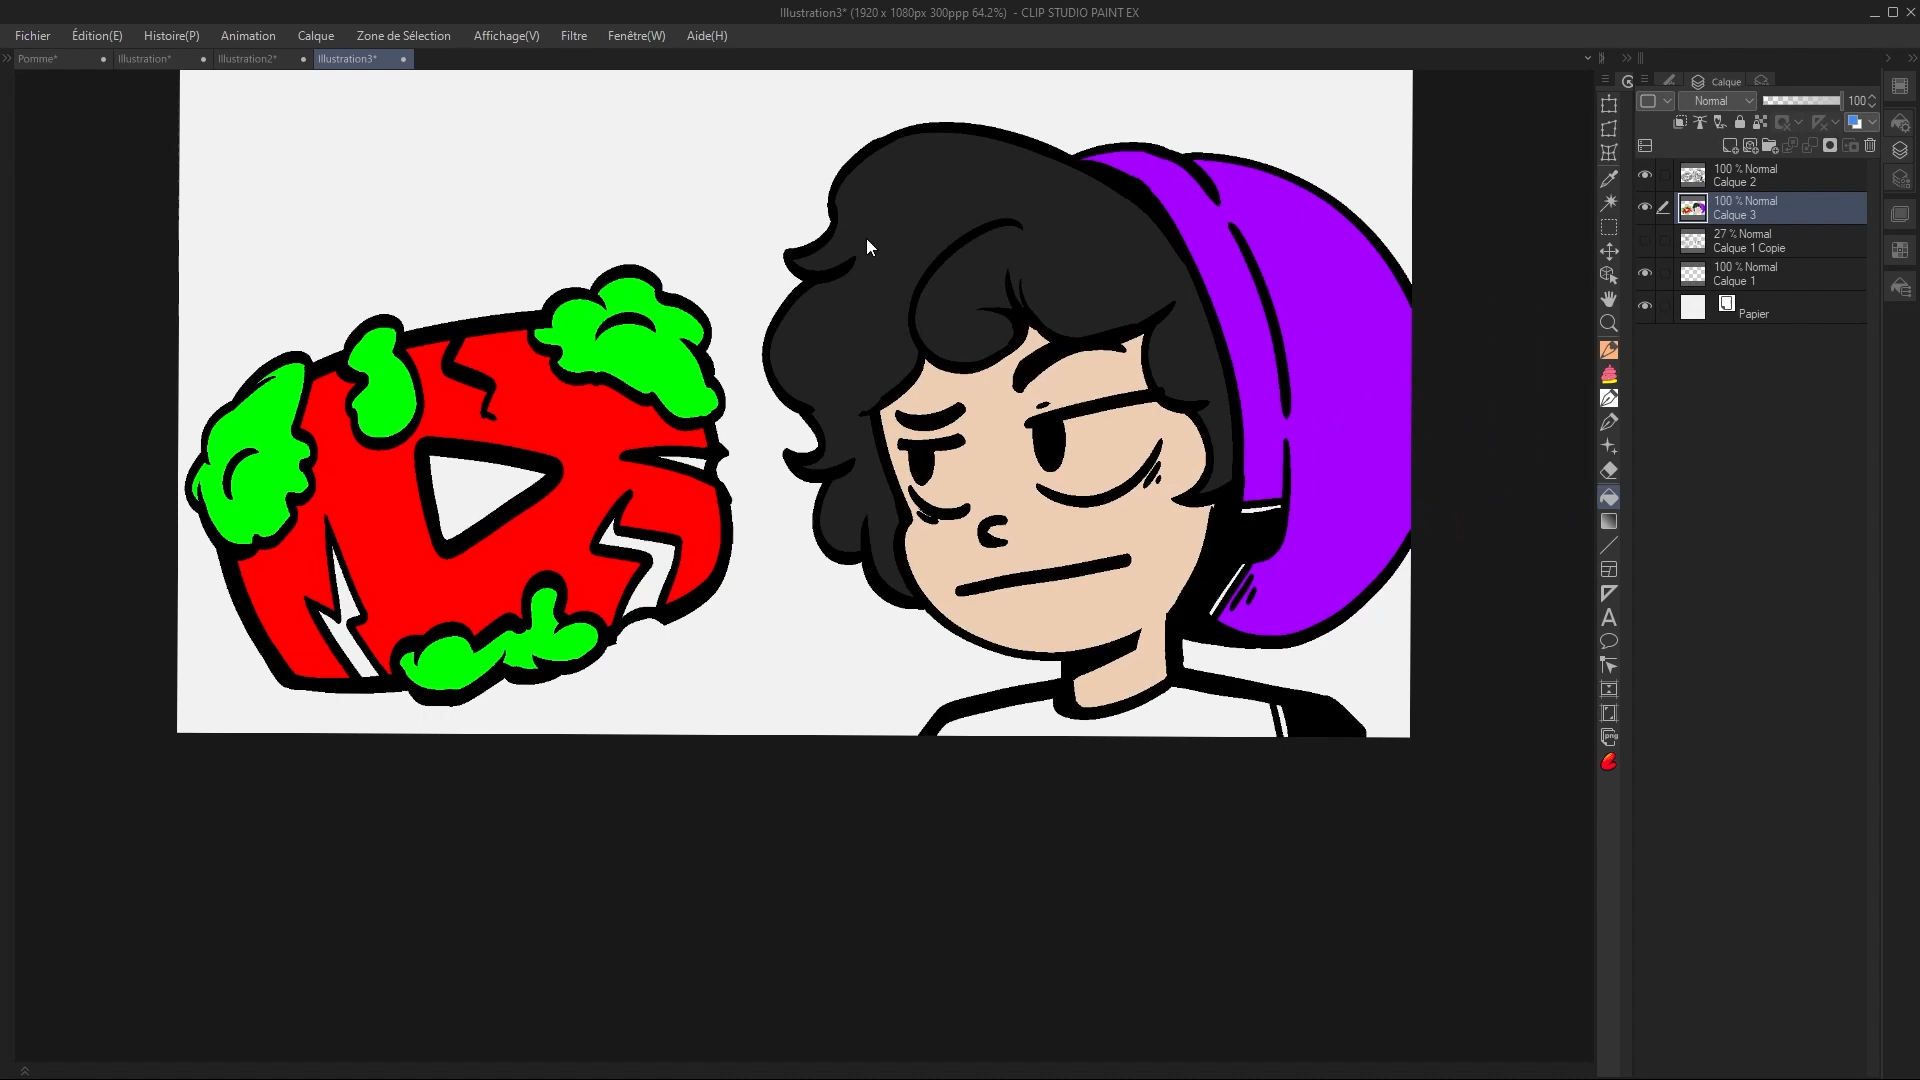 Illustration3* (1920 x 1080px 300ppp 64.2%) - CLIP STUDIO PAINT EX
Fichier Édition(E) Histoire(P) Animation Calque Zone de Sélection Affichage(V) Filtre Fenêtre(W) Aide(H)
Pomme* Illustration* Illustration2* Illustration3*
Calque
Normal 100
100 % Normal
Calque 2
100 % Normal
Calque 3
27 % Normal
Calque 1 Copie
100 % Normal
Calque 1
Papier
A
png